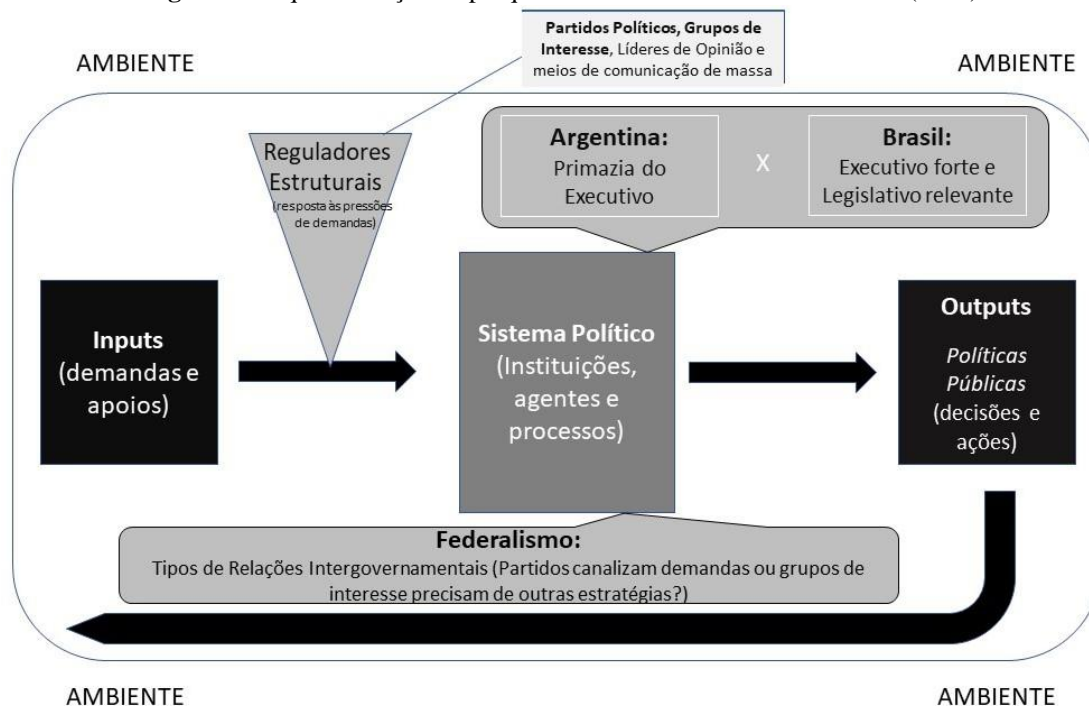 Partidos Políticos, Grupos de
Interesse, Líderes de Opinião e
meios de comunicação de massa
AMBIENTE
AMBIENTE
Reguladores
Estruturais
(resposta às pressões
de demandas)
Argentina:
Primazia do
Executivo
X
Brasil:
Executivo forte e
Legislativo relevante
Inputs
(demandas e
apoios)
Sistema Político
(Instituições,
agentes e
processos)
Outputs
Políticas
Públicas
(decisões e
ações)
Federalismo:
Tipos de Relações Intergovernamentais (Partidos canalizam demandas ou grupos de
interesse precisam de outras estratégias?)
AMBIENTE
AMBIENTE